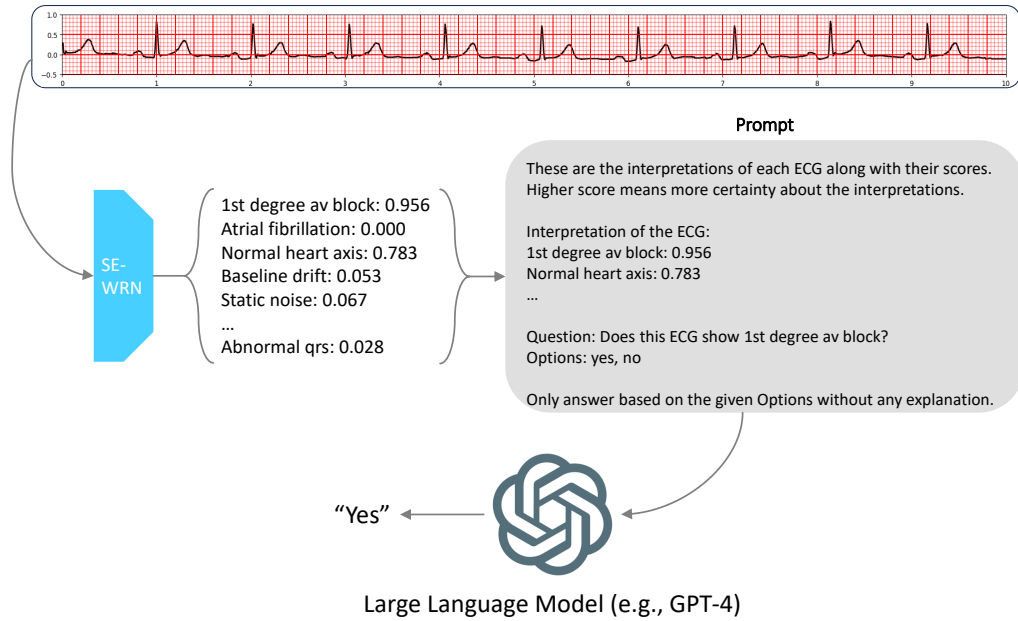 1.0
0.5
0.0
−0.5
0 1 2 3 4 5 6 7 8 9 10
Prompt
SE-
WRN
1st degree av block: 0.956
Atrial fibrillation: 0.000
Normal heart axis: 0.783
Baseline drift: 0.053
Static noise: 0.067
...
Abnormal qrs: 0.028
These are the interpretations of each ECG along with their scores.
Higher score means more certainty about the interpretations.
Interpretation of the ECG:
1st degree av block: 0.956
Normal heart axis: 0.783
...
Question: Does this ECG show 1st degree av block?
Options: yes, no
Only answer based on the given Options without any explanation.
“Yes”
Large Language Model (e.g., GPT-4)